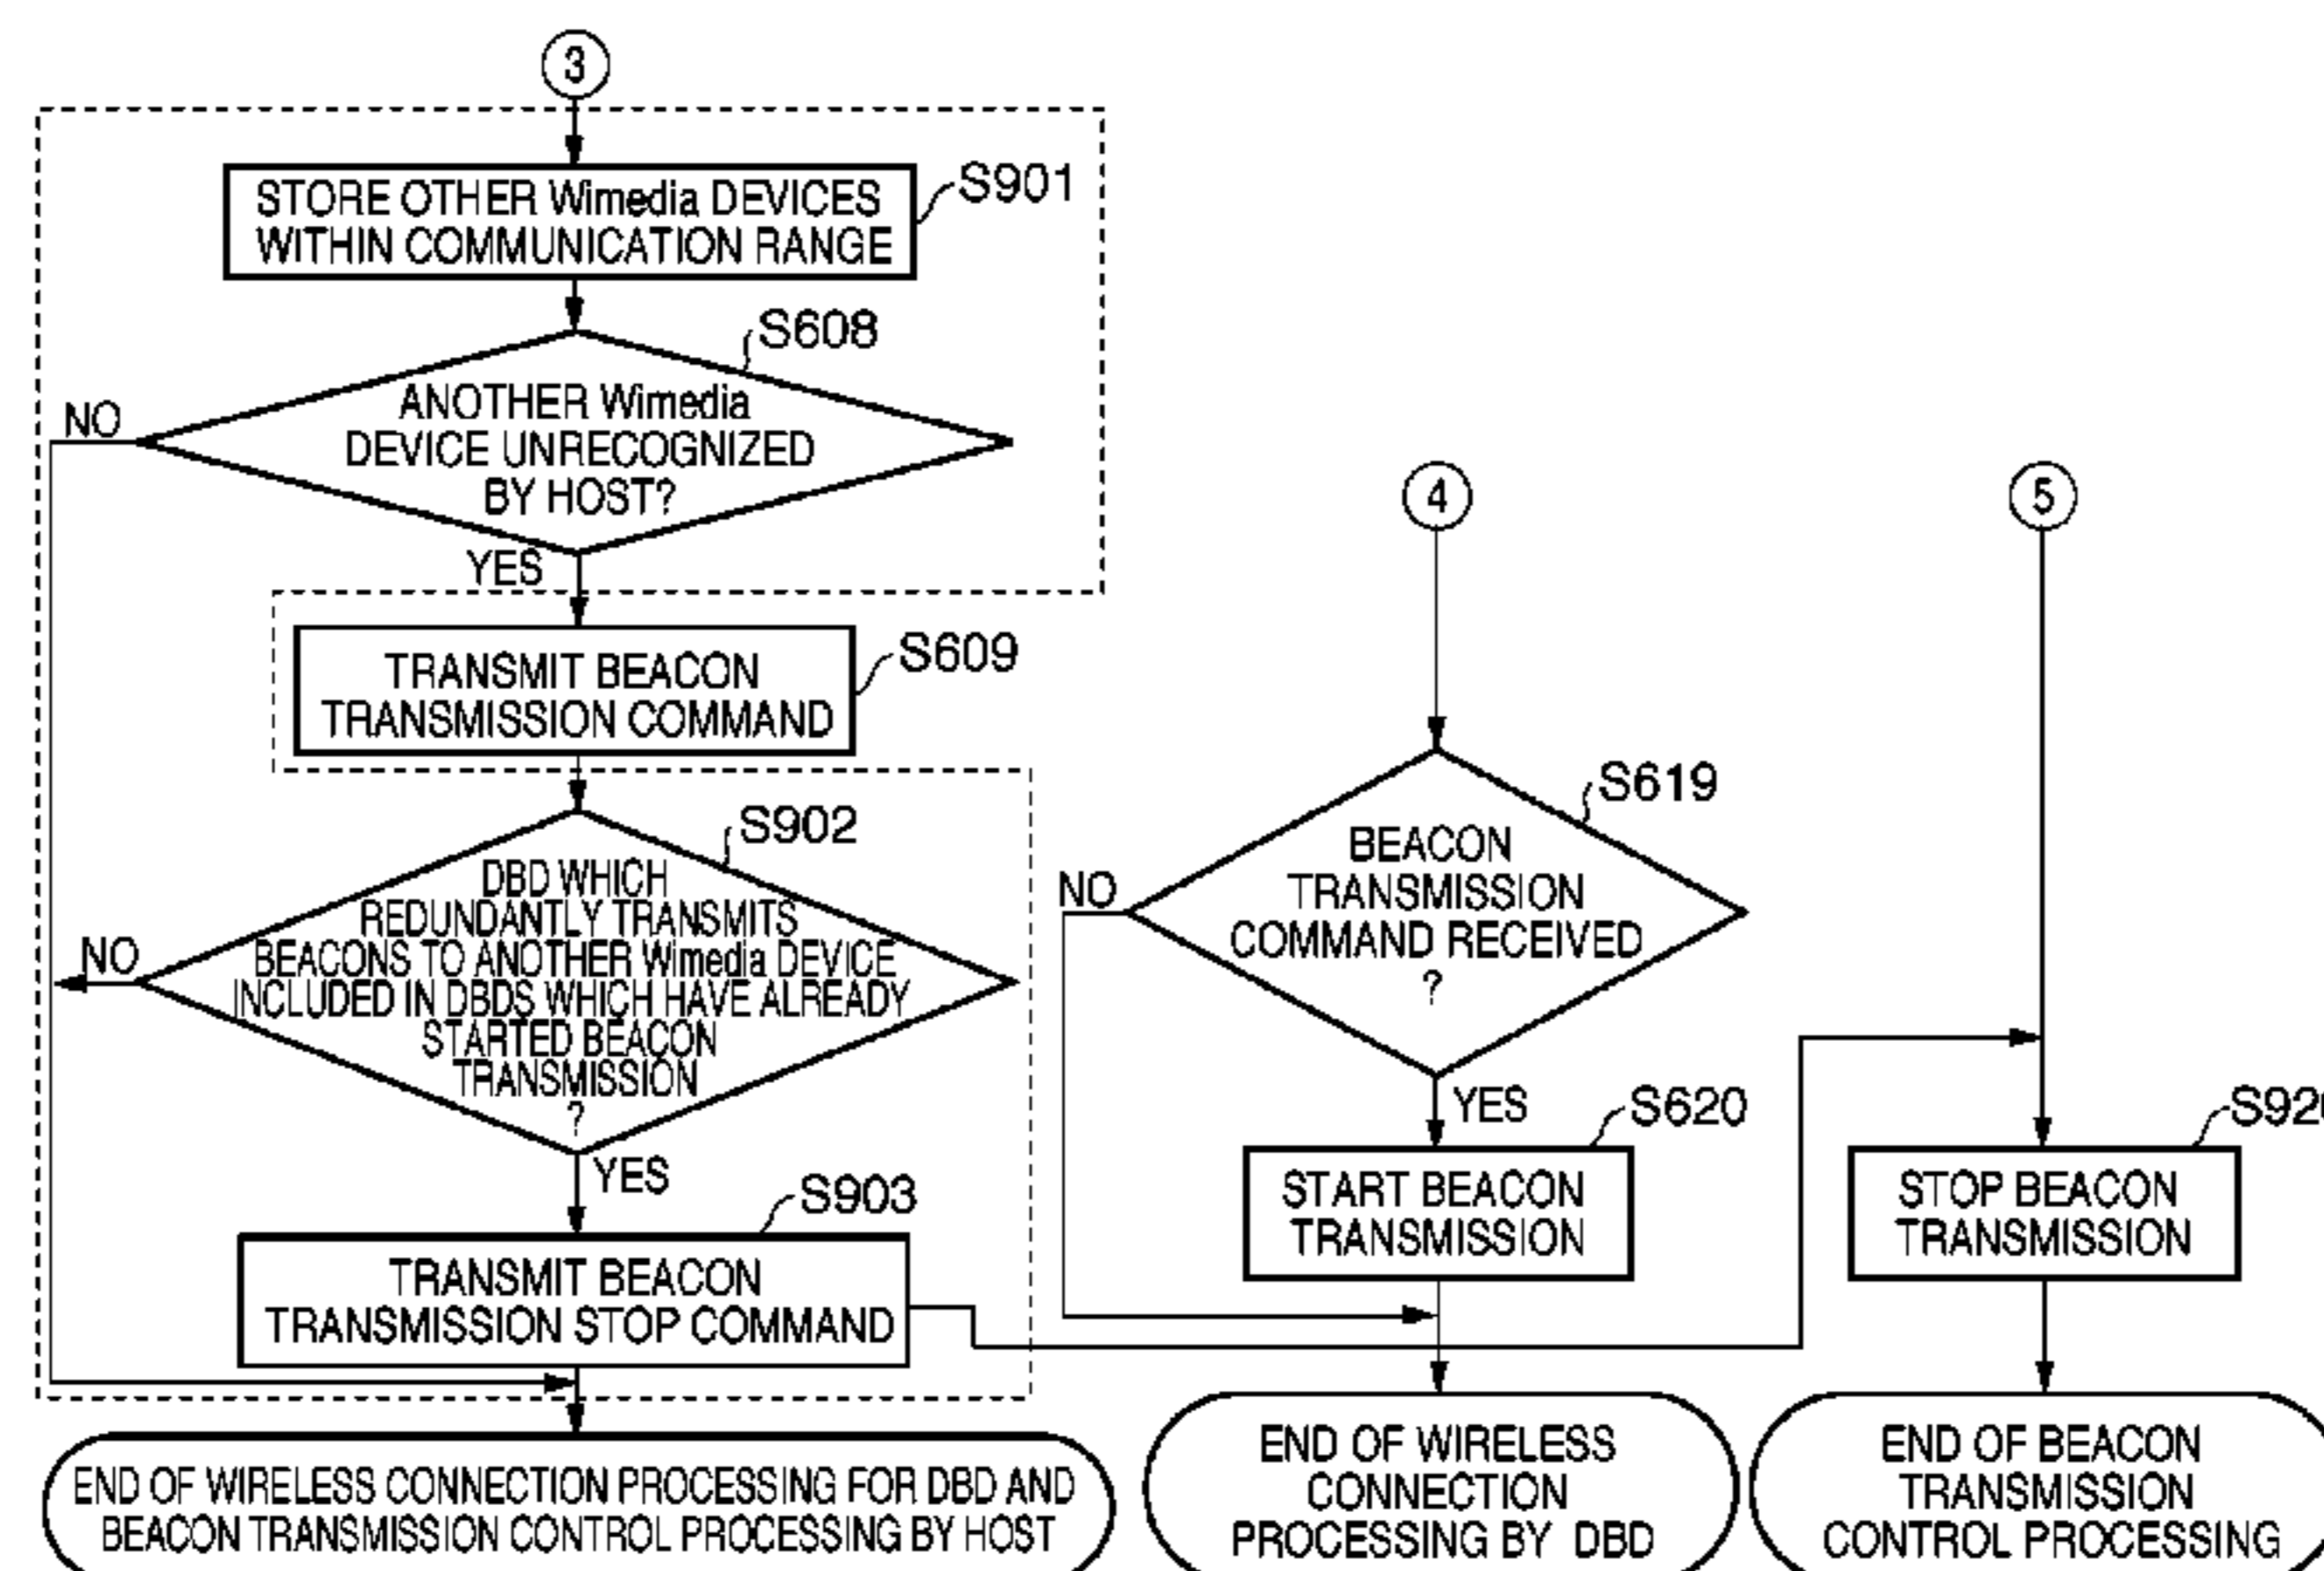 3
STORE OTHER Wimedia DEVICES
WITHIN COMMUNICATION RANGE
S901
S608
ANOTHER Wimedia
DEVICE UNRECOGNIZED
BY HOST?
NO
YES
TRANSMIT BEACON
TRANSMISSION COMMAND
S609
S902
DBD WHICH
REDUNDANTLY TRANSMITS
BEACONS TO ANOTHER Wimedia DEVICE
INCLUDED IN DBDS WHICH HAVE ALREADY
STARTED BEACON
TRANSMISSION
?
NO
YES
S903
TRANSMIT BEACON
TRANSMISSION STOP COMMAND
END OF WIRELESS CONNECTION PROCESSING FOR DBD AND
BEACON TRANSMISSION CONTROL PROCESSING BY HOST
4
S619
BEACON
TRANSMISSION
COMMAND RECEIVED
?
NO
YES
S620
START BEACON
TRANSMISSION
END OF WIRELESS
CONNECTION
PROCESSING BY DBD
5
STOP BEACON
TRANSMISSION
END OF BEACON
TRANSMISSION
CONTROL PROCESSING